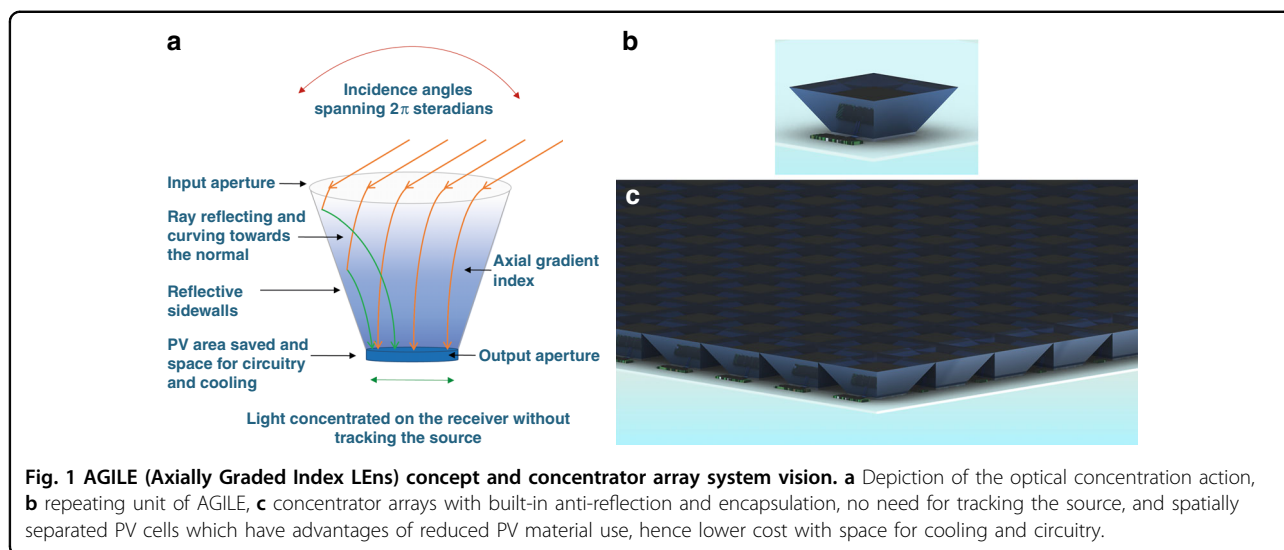 a
Incidence angles
spanning 2π steradians
Input aperture
Ray reflecting and
curving towards
the normal
Axial gradient
index
Reflective
sidewalls
PV area saved and
space for circuitry
and cooling
Output aperture
Light concentrated on the receiver without
tracking the source
b
c
Fig. 1 AGILE (Axially Graded Index LEns) concept and concentrator array system vision. a Depiction of the optical concentration action,
b repeating unit of AGILE, c concentrator arrays with built-in anti-reflection and encapsulation, no need for tracking the source, and spatially
separated PV cells which have advantages of reduced PV material use, hence lower cost with space for cooling and circuitry.